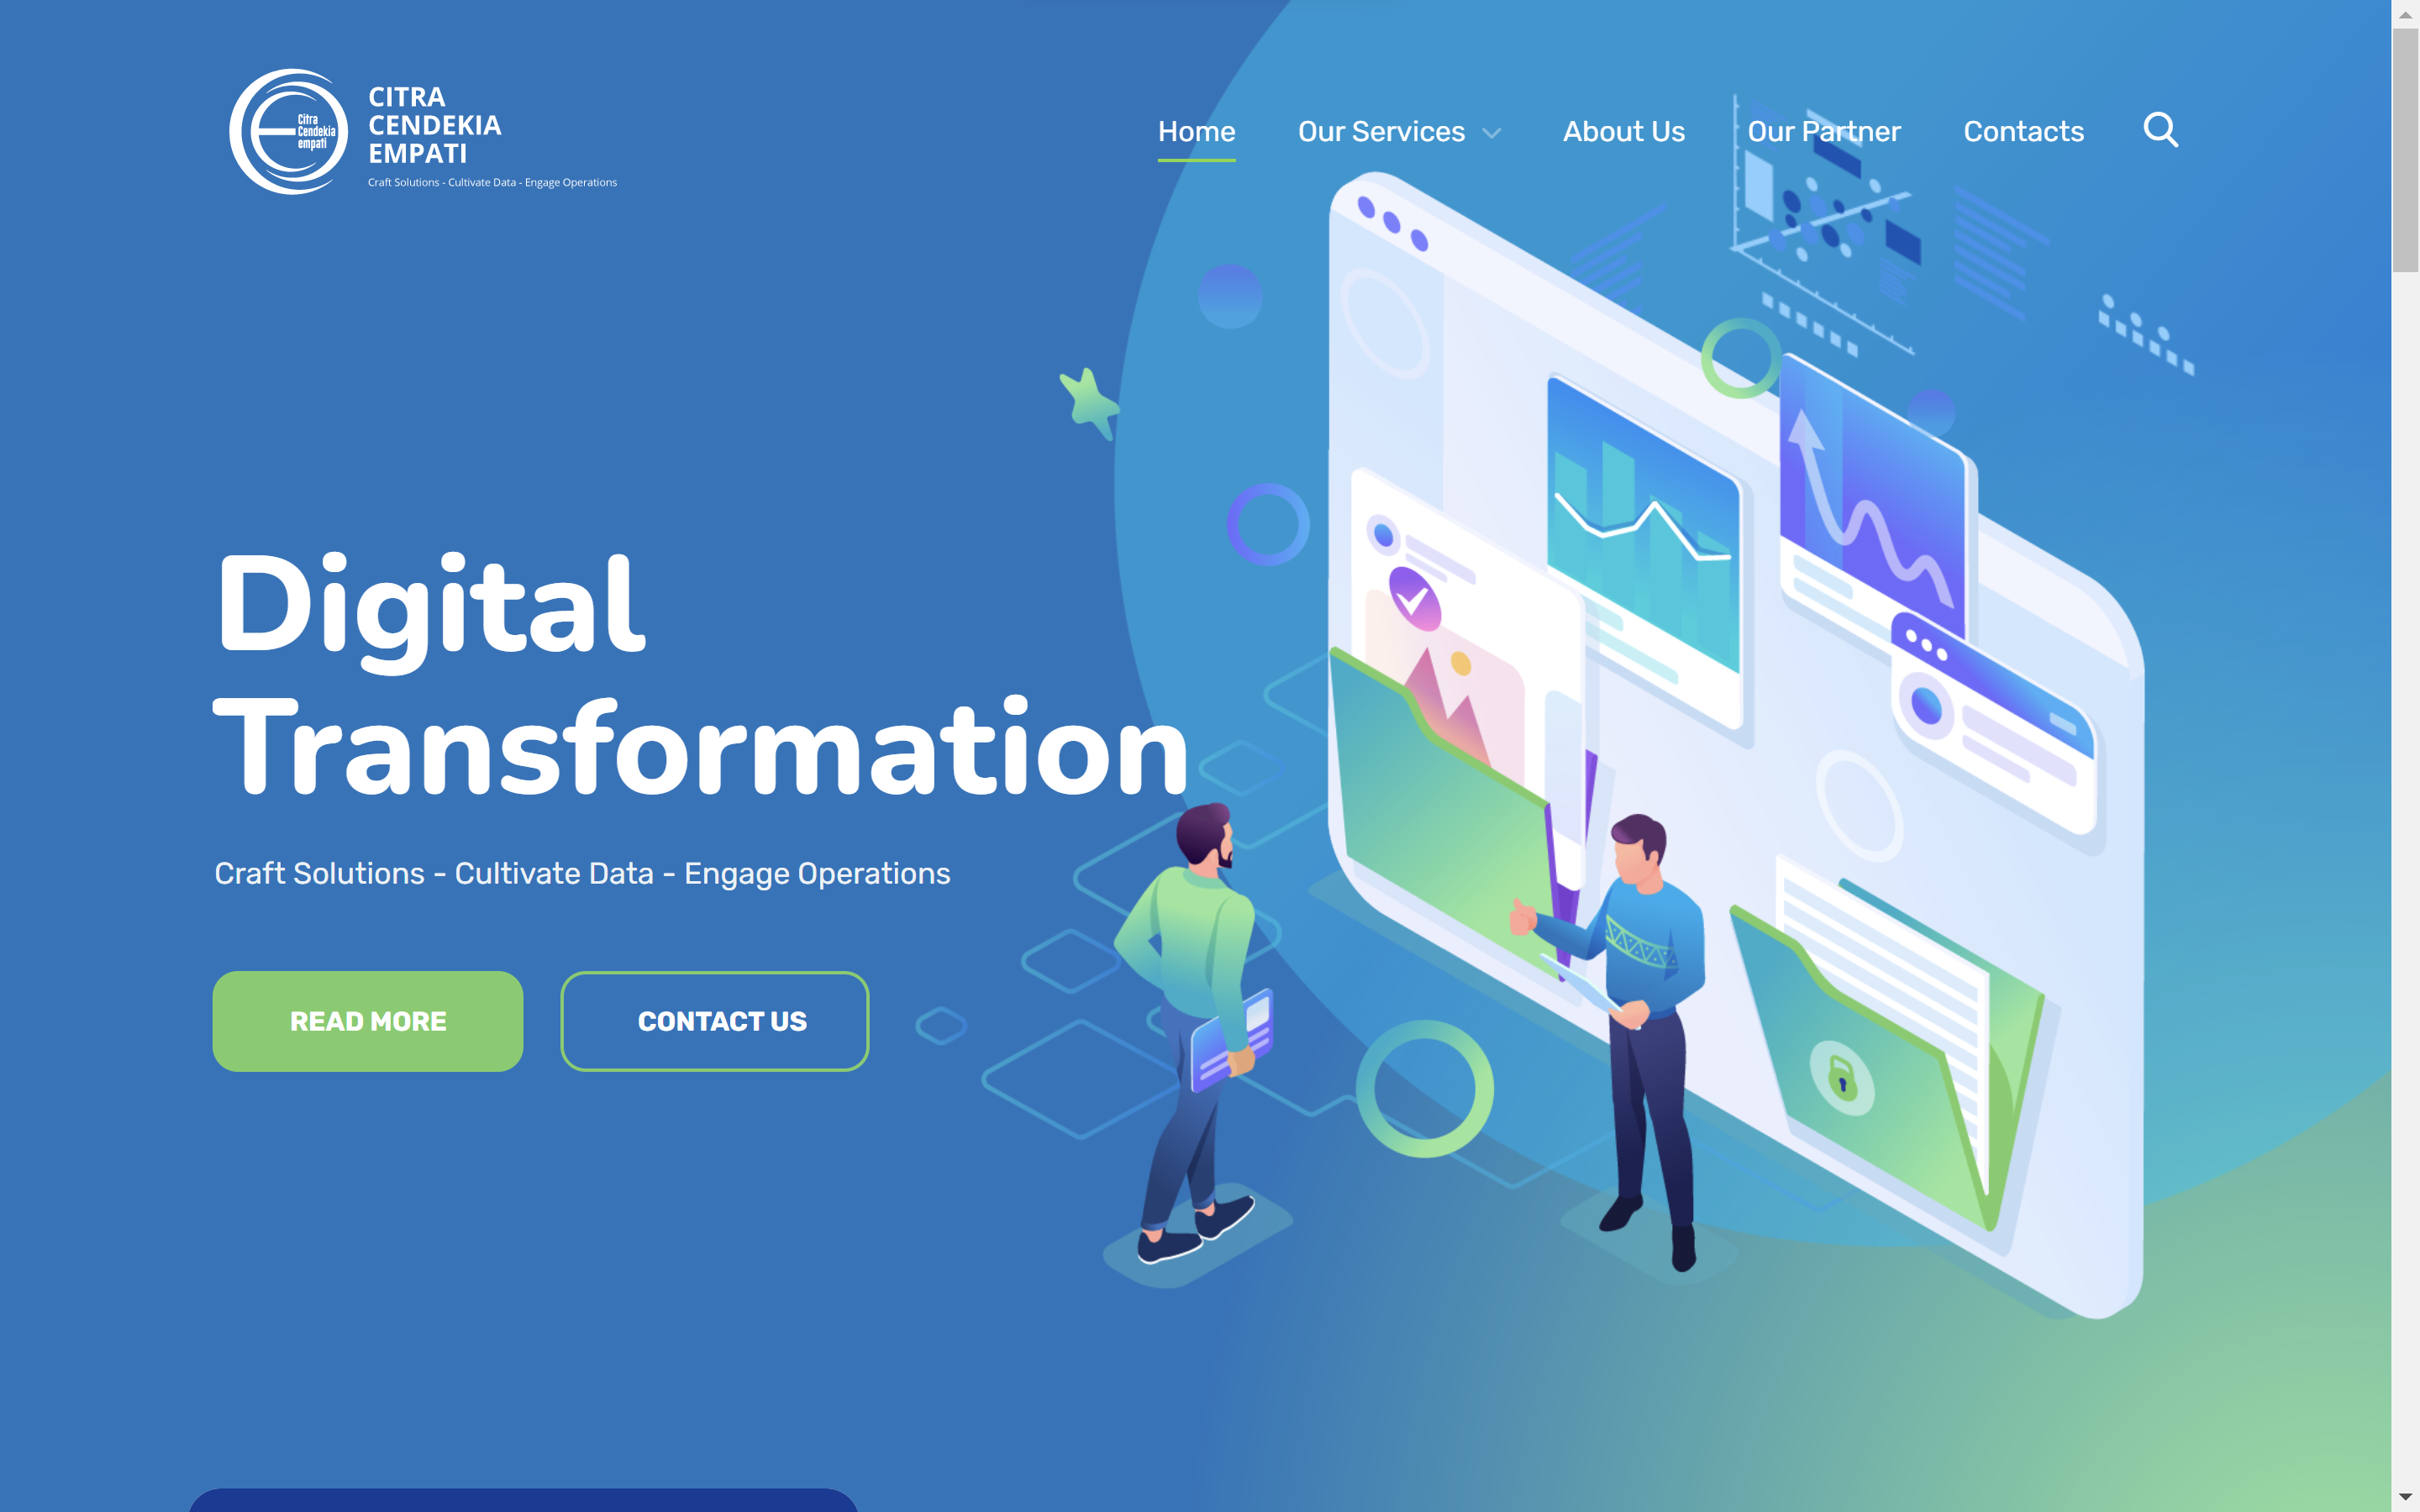 Citra
Cendekia
empati
CITRA
CENDEKIA
EMPATI
Craft Solutions - Cultivate Data - Engage Operations
Home
Our Services
About Us
Our Partner
Contacts
Digital
Transformation
Craft Solutions - Cultivate Data - Engage Operations
READ MORE
CONTACT US